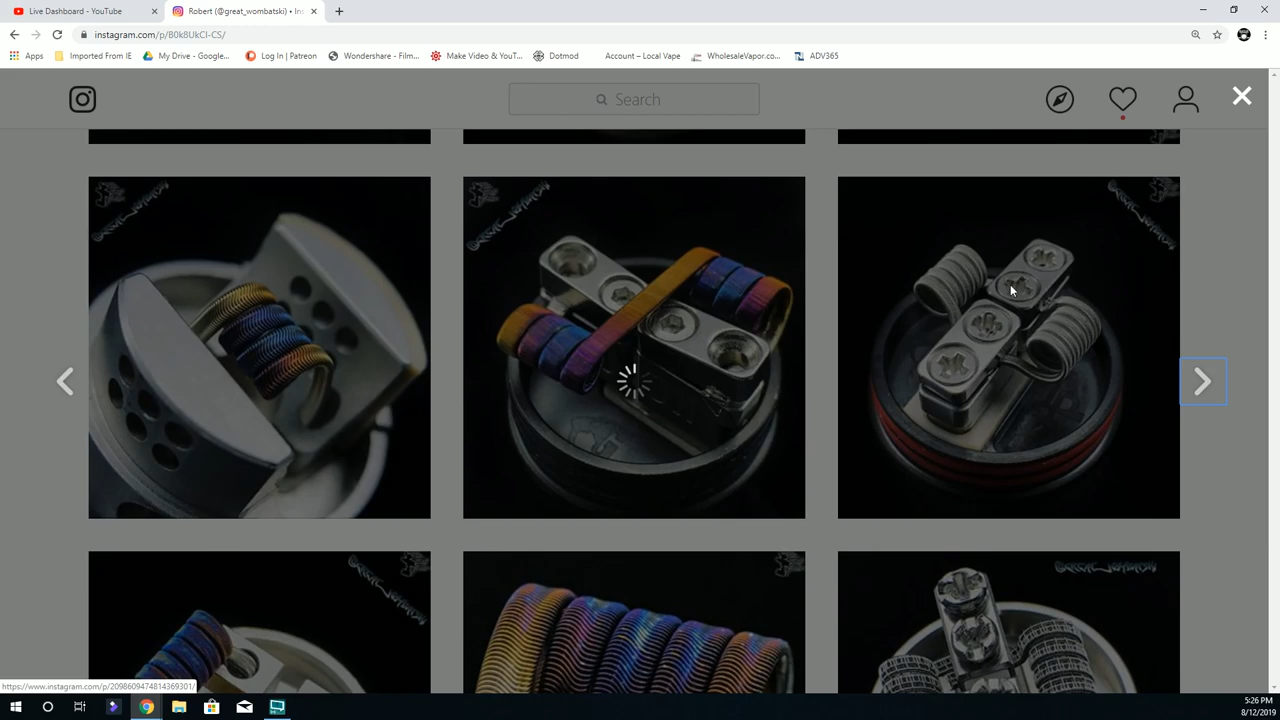 Live Dashboard - YouTube
Robert (@great_wombatski) • Ins
instagram.com/p/B0k8UkCl-CS/
Apps
Imported From IE
My Drive - Google...
Log In | Patreon
Wondershare - Film...
Make Video & YouT...
Dotmod
Account – Local Vape
WholesaleVapor.co...
ADV365
Search
https://www.instagram.com/p/2098609474814369301/
5:26 PM
8/12/2019